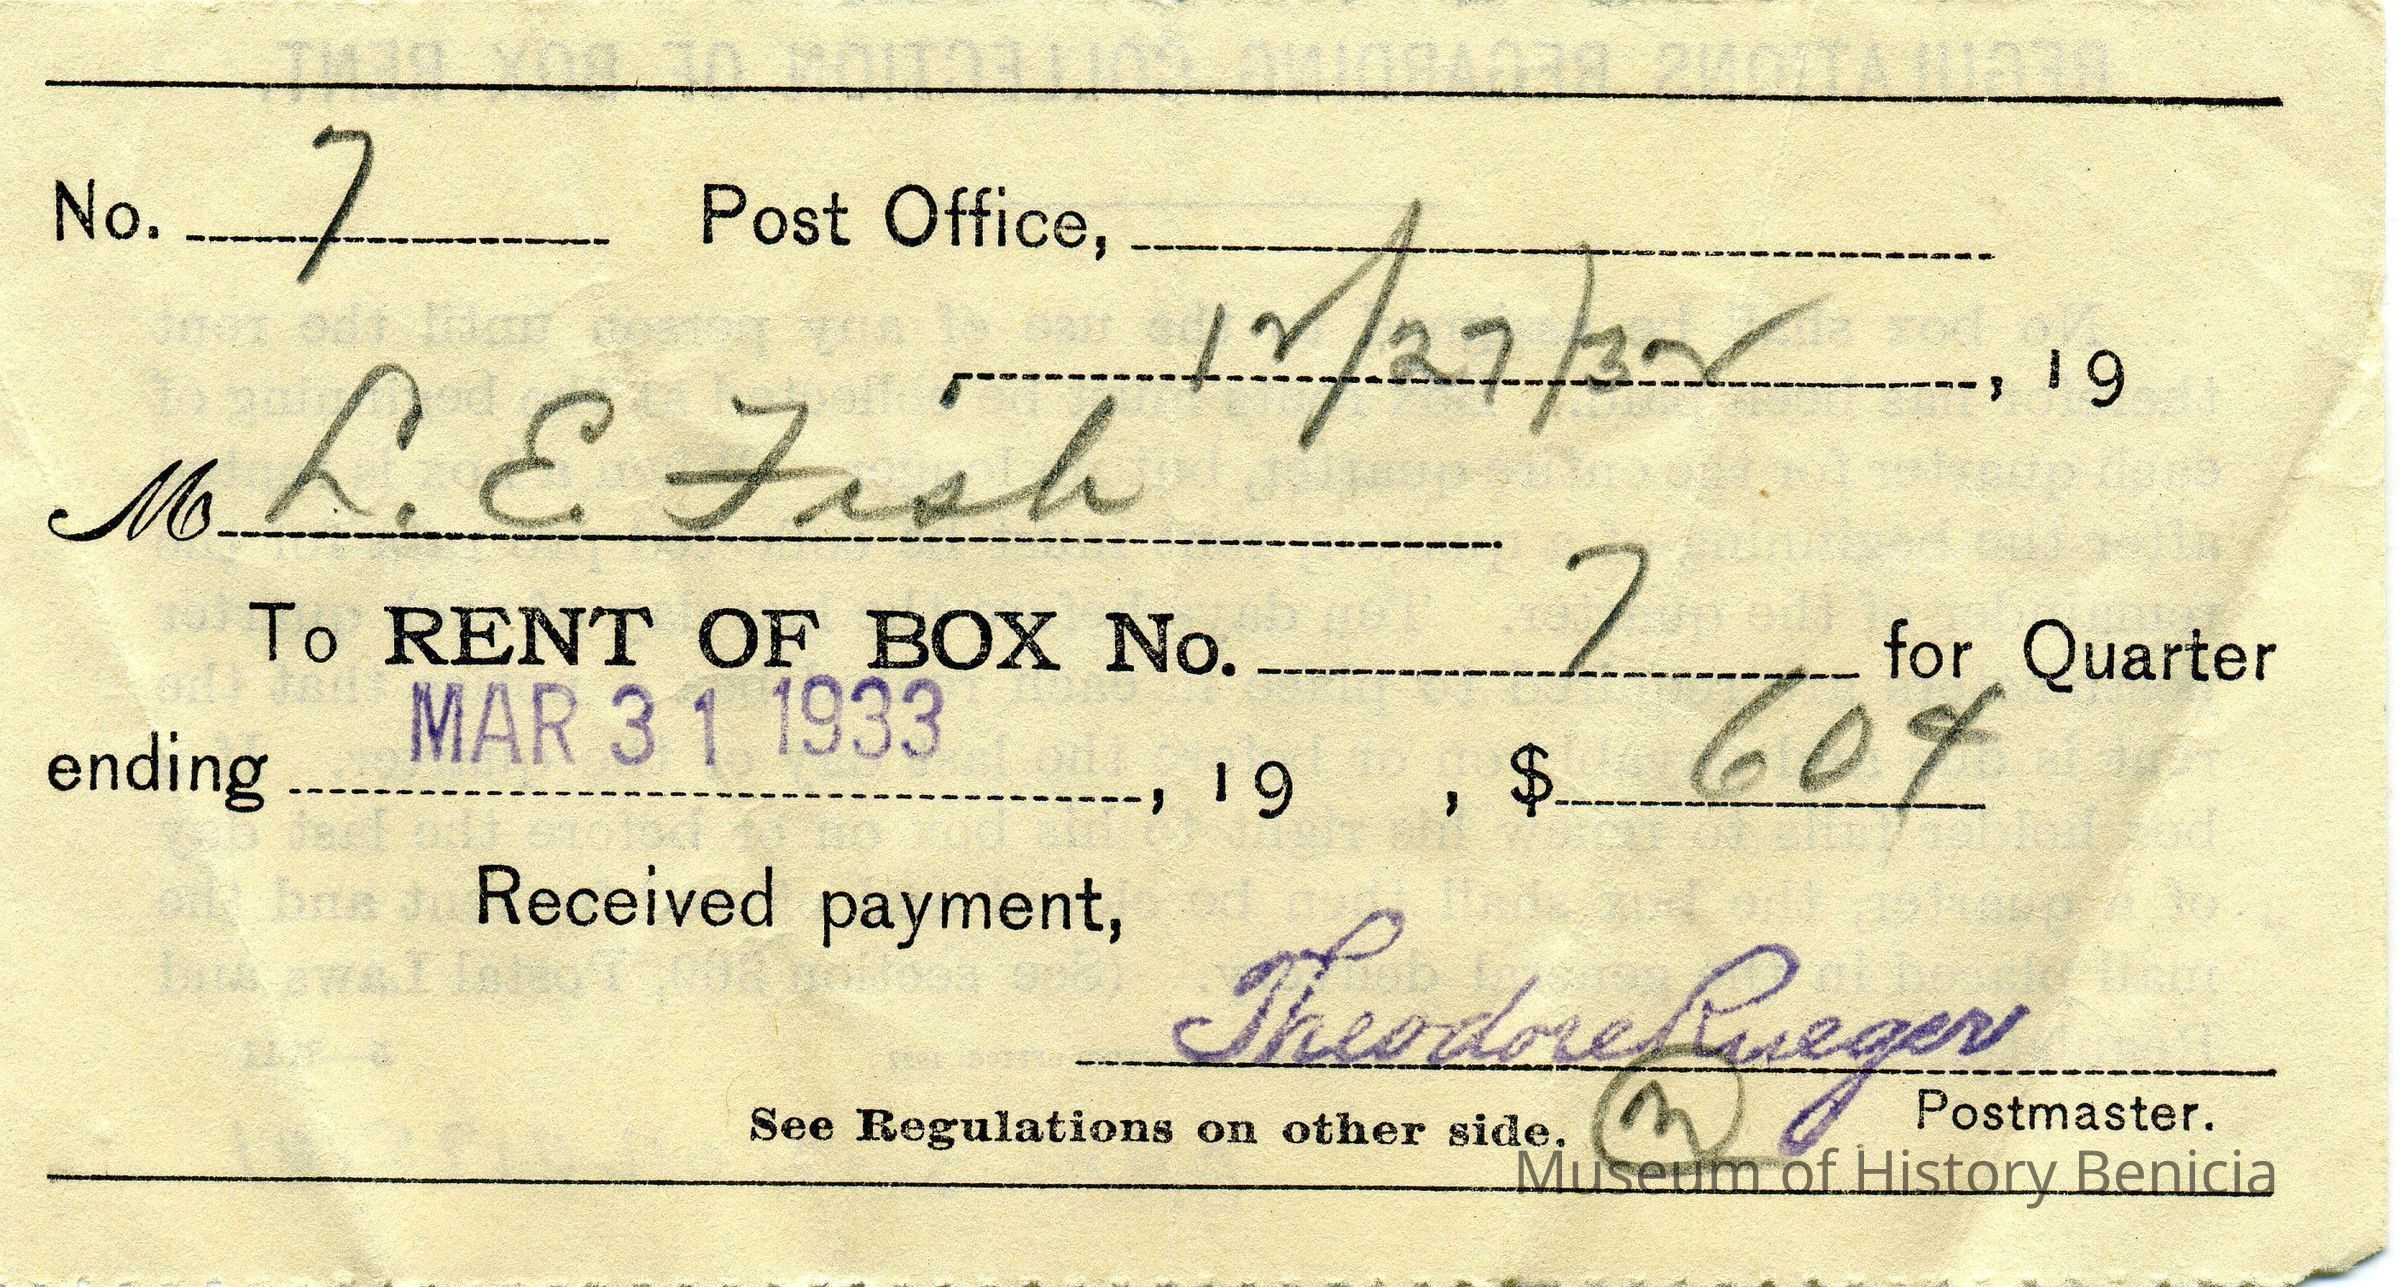 No. 7 Post Office,
12/27/32, 19
M L. E. Fish
To RENT OF BOX No. 7 for Quarter
ending MAR 31 1933, 19 , $ 60¢
Received payment,
Theodore Rueger
Postmaster.
See Regulations on other side.
Museum of History Benicia